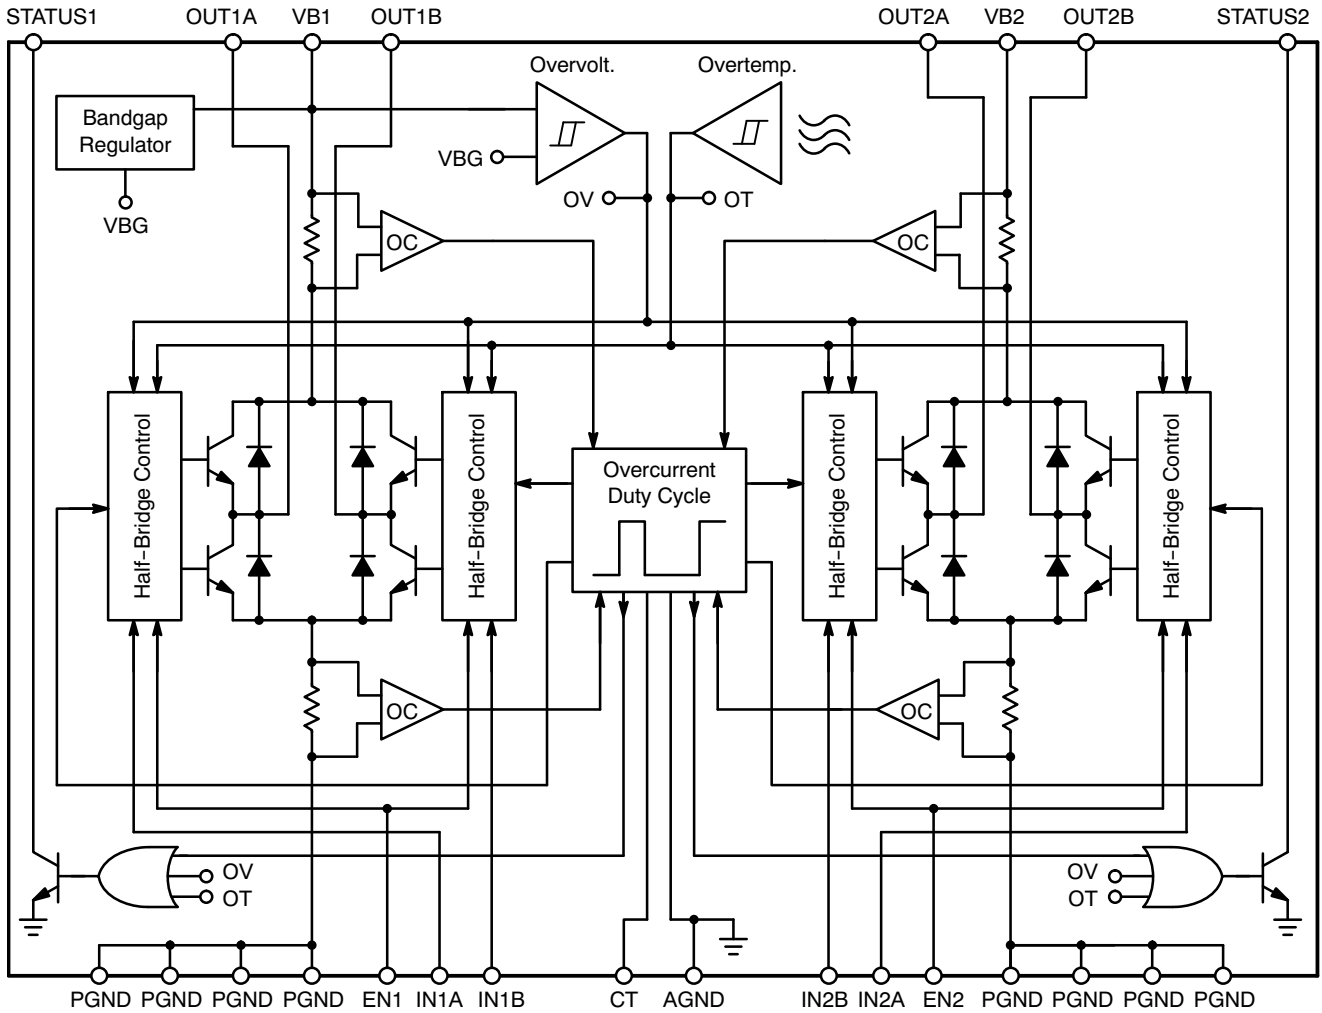 STATUS1 OUT1A VB1 OUT1B OUT2A VB2 OUT2B STATUS2
Overvolt. Overtemp.
Bandgap
Regulator
VBG
VBG
OV OT
OC OC
Half-Bridge Control
Half-Bridge Control
Overcurrent
Duty Cycle
Half-Bridge Control
Half-Bridge Control
OC OC
OV
OT
OV
OT
PGND PGND PGND PGND EN1 IN1A IN1B CT AGND IN2B IN2A EN2 PGND PGND PGND PGND